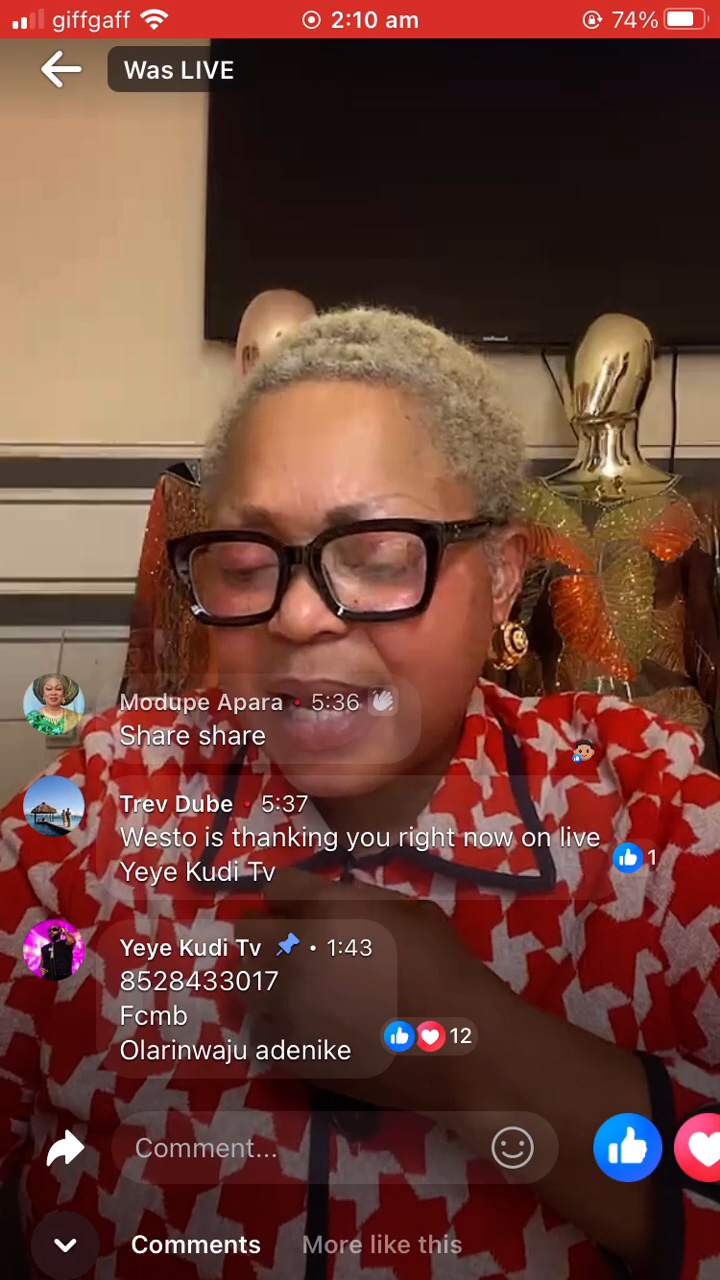 giffgaff
2:10 am
74%
Was LIVE
Modupe Apara • 5:36
Share share
Trev Dube • 5:37
Westo is thanking you right now on live
Yeye Kudi Tv
1
Yeye Kudi Tv • 1:43
8528433017
Fcmb
Olarinwaju adenike
12
Comment...
Comments
More like this